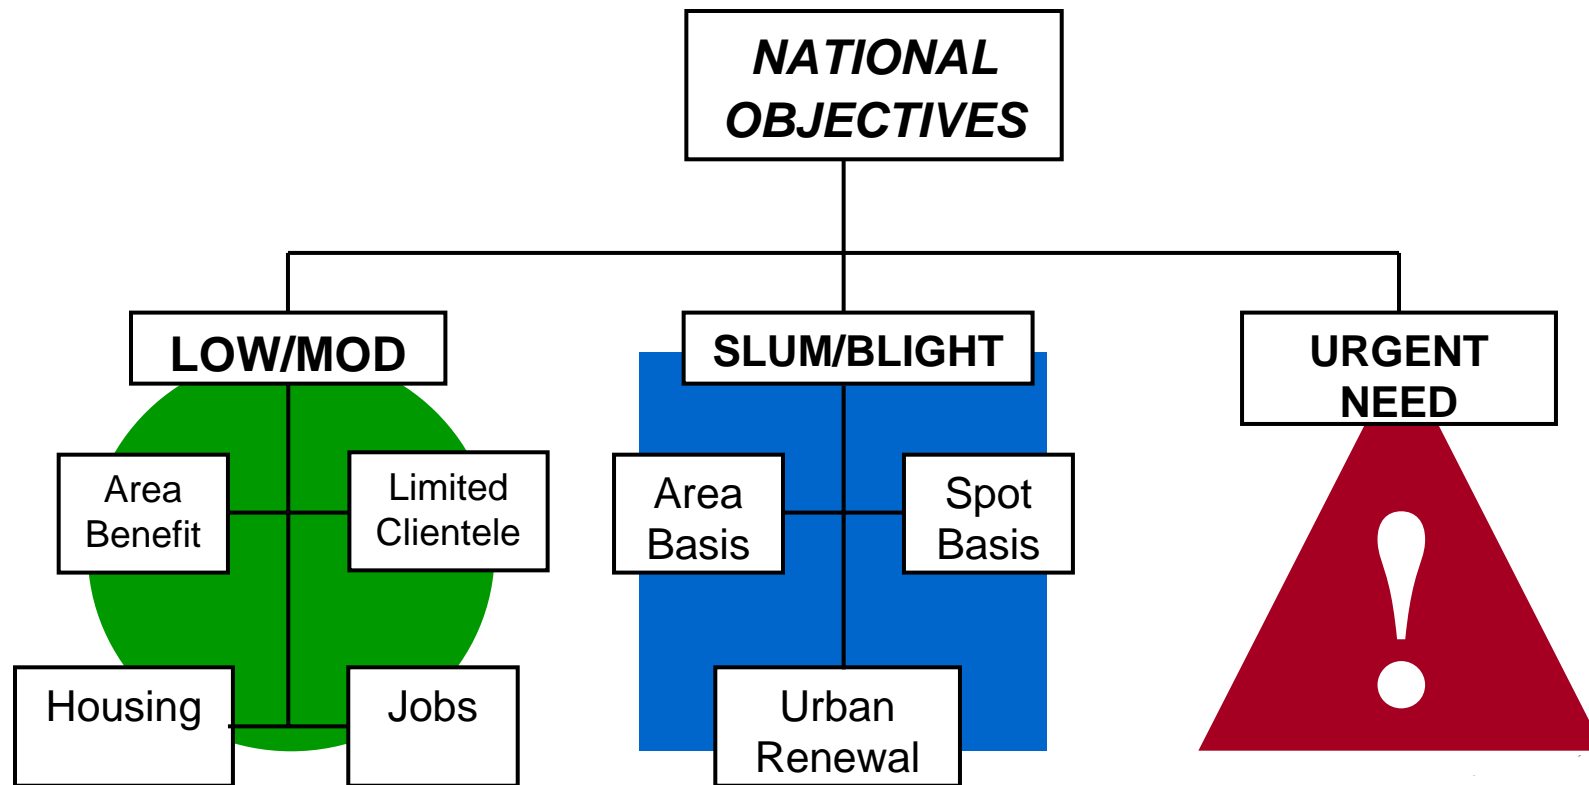 NATIONAL
OBJECTIVES
LOW/MOD
SLUM/BLIGHT
URGENT
NEED
Area
Benefit
Limited
Clientele
Area
Basis
Spot
Basis
!
Housing
Jobs
Urban
Renewal